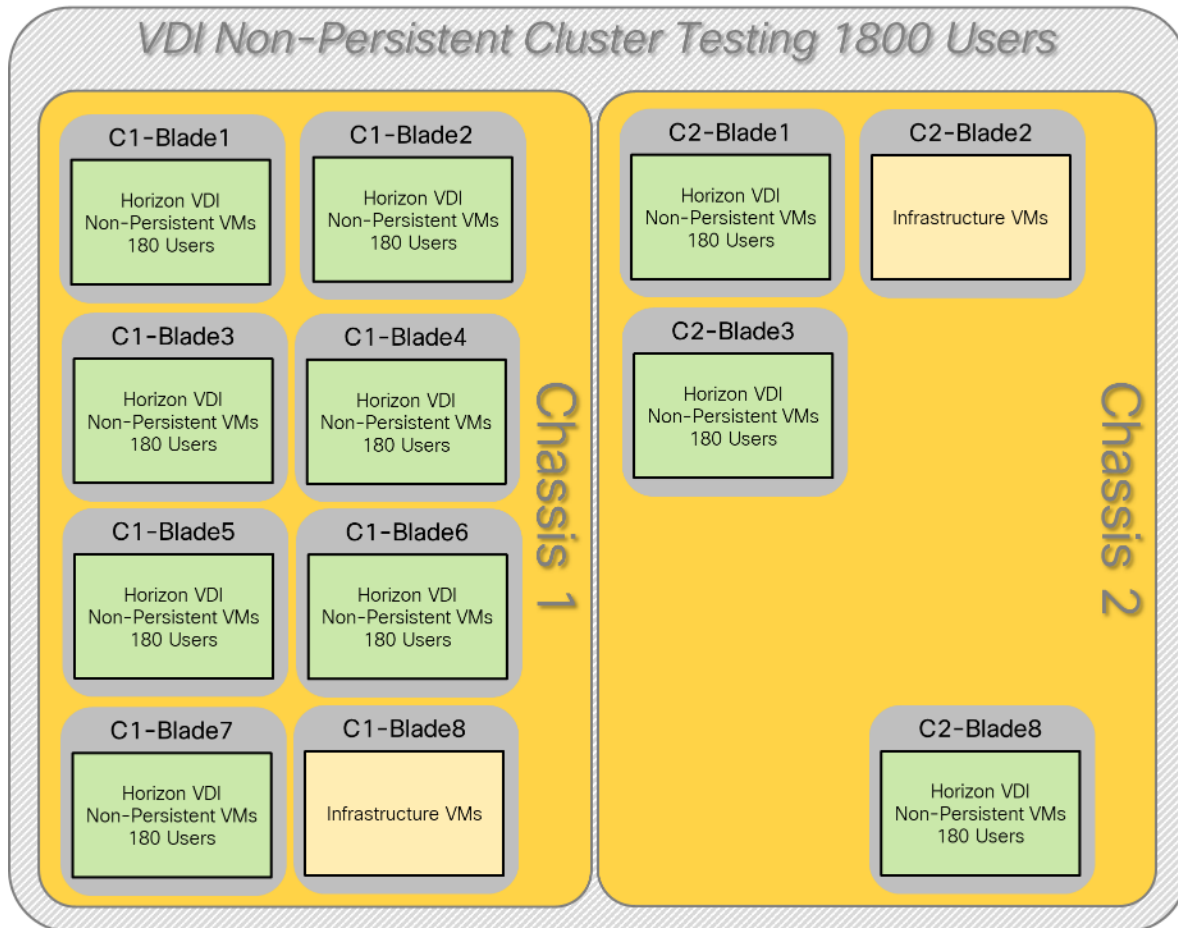 VDI Non-Persistent Cluster Testing 1800 Users
C1-Blade1
Horizon VDI
Non-Persistent VMs
180 Users
C1-Blade2
Horizon VDI
Non-Persistent VMs
180 Users
C1-Blade3
Horizon VDI
Non-Persistent VMs
180 Users
C1-Blade4
Horizon VDI
Non-Persistent VMs
180 Users
C1-Blade5
Horizon VDI
Non-Persistent VMs
180 Users
C1-Blade6
Horizon VDI
Non-Persistent VMs
180 Users
C1-Blade7
Horizon VDI
Non-Persistent VMs
180 Users
C1-Blade8
Infrastructure VMs
Chassis 1
C2-Blade1
Horizon VDI
Non-Persistent VMs
180 Users
C2-Blade2
Infrastructure VMs
C2-Blade3
Horizon VDI
Non-Persistent VMs
180 Users
C2-Blade8
Horizon VDI
Non-Persistent VMs
180 Users
Chassis 2